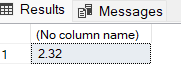 Results Messages
(No column name)
1 2.32